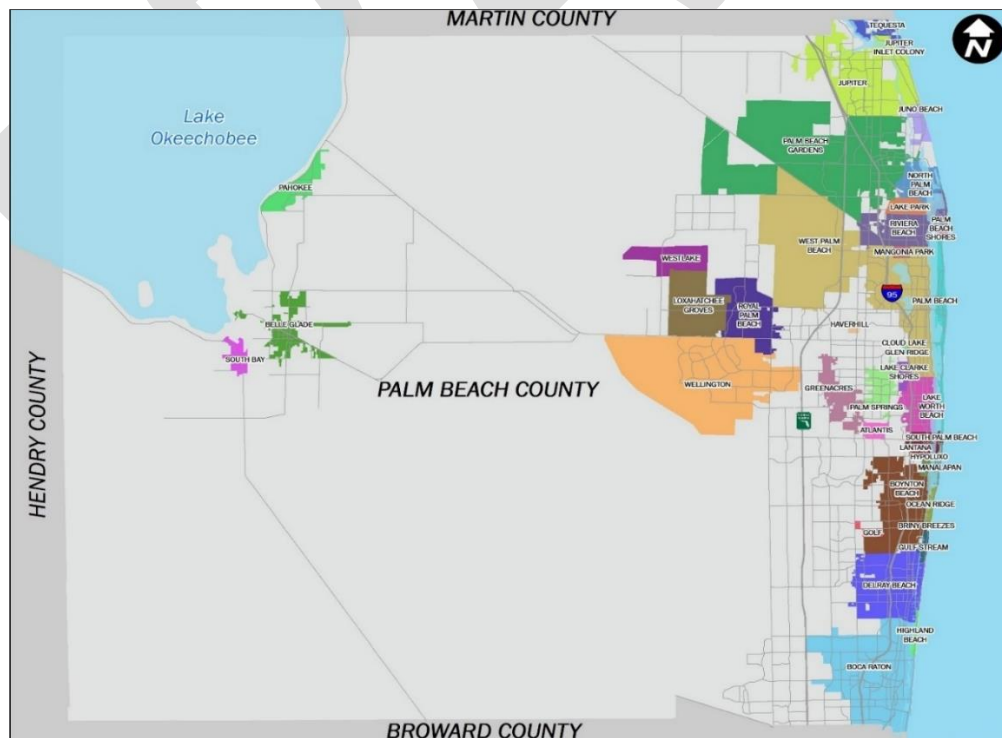 MARTIN COUNTY
TEQUESTA
N
JUPITER
INLET COLONY
JUPITER
Lake
Okeechobee
JUNO BEACH
PALM BEACH
GARDENS
PAHOKEE
NORTH
PALM
BEACH
LAKE PARK
RIVIERA
BEACH
PALM
BEACH
SHORES
WEST PALM
BEACH
MANGONIA PARK
WESTLAKE
95
LOXAHATCHEE
GROVES
ROYAL
PALM
BEACH
PALM BEACH
BELLE GLADE
HAVERHILL
CLOUD LAKE
GLEN RIDGE
SOUTH BAY
LAKE CLARKE
SHORES
PALM BEACH COUNTY
WELLINGTON
GREENACRES
LAKE
WORTH
BEACH
PALM SPRINGS
HENDRY COUNTY
ATLANTIS
SOUTH PALM BEACH
LANTANA
HYPOLUXO
MANALAPAN
BOYNTON
BEACH
OCEAN RIDGE
BRINY BREEZES
GOLF
GULF STREAM
DELRAY BEACH
HIGHLAND
BEACH
BOCA RATON
BROWARD COUNTY